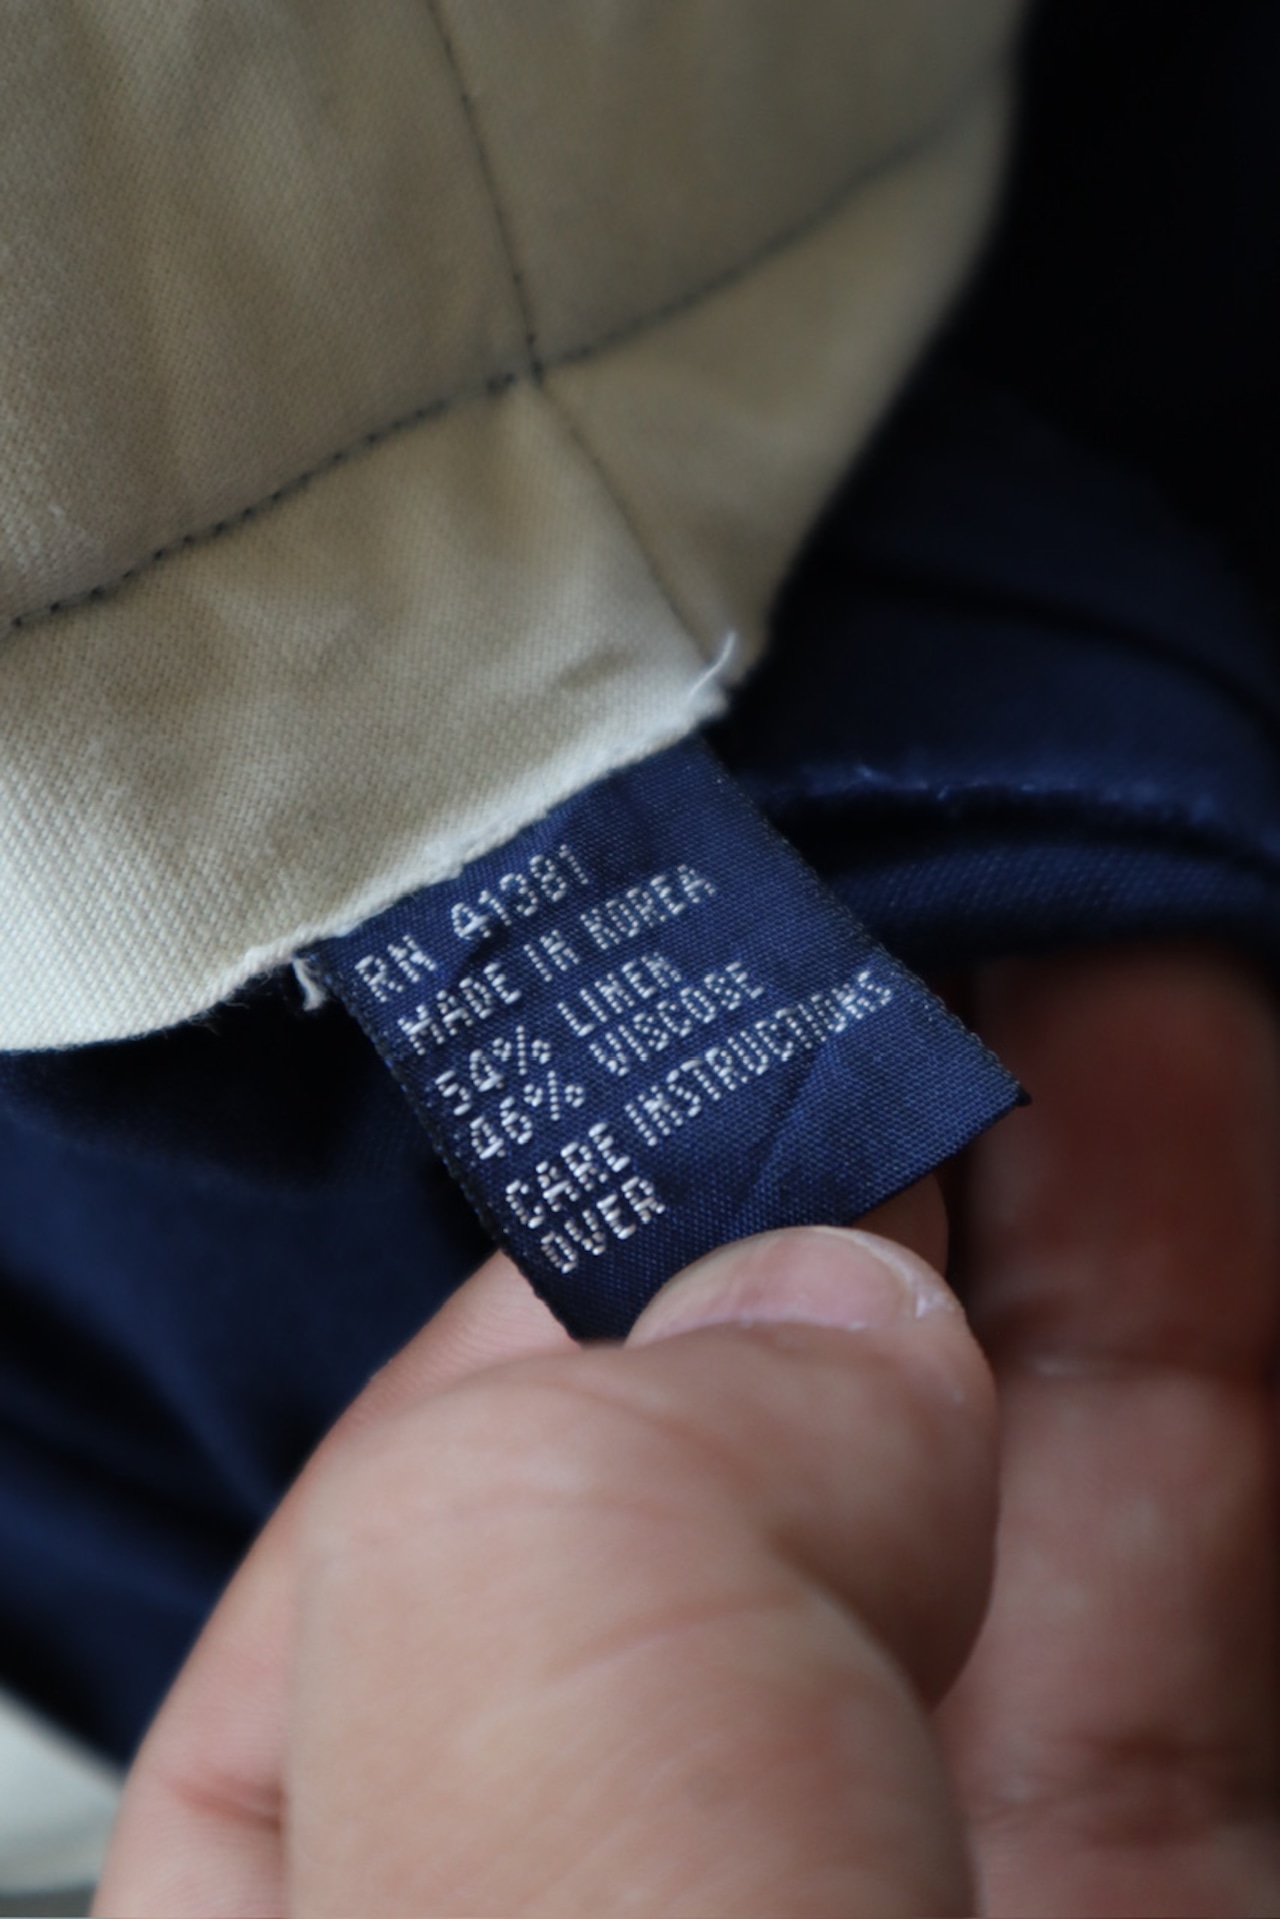 RN 41381
MADE IN KOREA
54% LINEN
46% VISCOSE
CARE INSTRUCTIONS
OVER